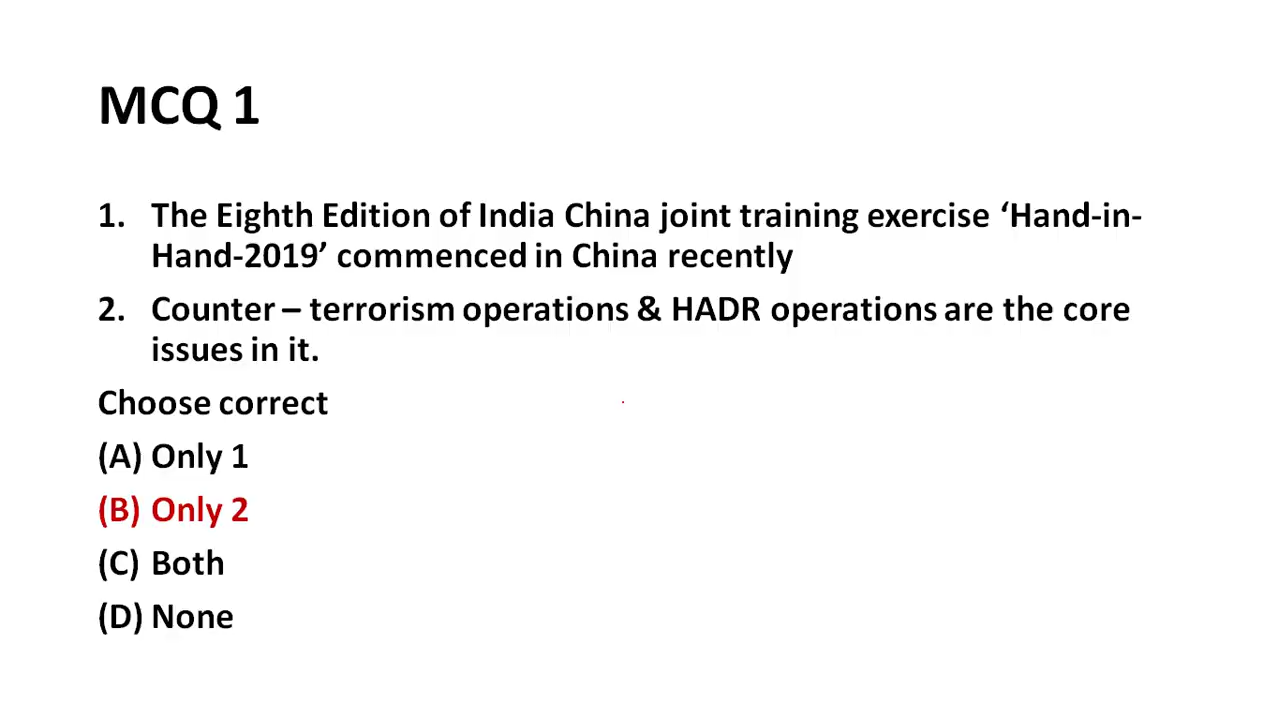 MCQ 1
1. The Eighth Edition of India China joint training exercise ‘Hand-in-
Hand-2019’ commenced in China recently
2. Counter – terrorism operations & HADR operations are the core
issues in it.
Choose correct
(A) Only 1
(B) Only 2
(C) Both
(D) None